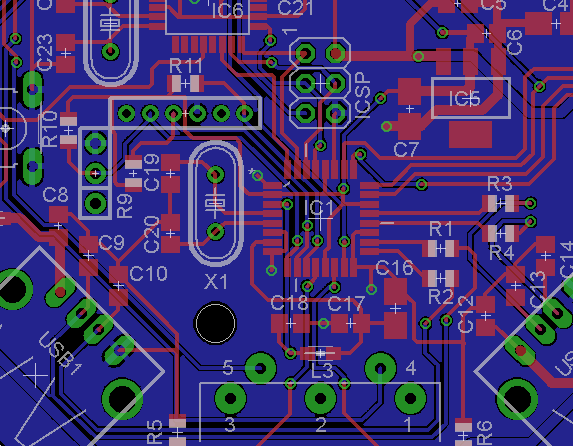 C8
IC6
C21
1
C5
C4
C6
C23
R11
ICSP
IC5
R10
C7
C19
R9
C8
C20
IC1
R3
R4
R1
R2
C9
C10
X1
C16
C18
C17
C12
C13
C14
USB1
L3
5
4
3
2
1
R5
R6
US